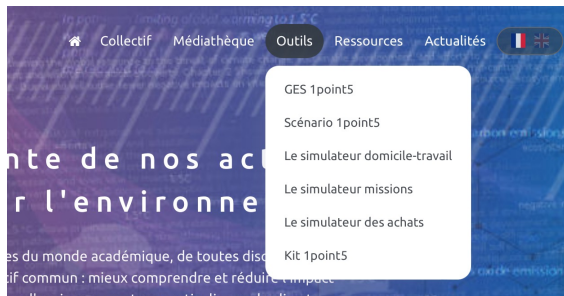 Collectif Médiathèque Outils Ressources Actualités
GES 1point5
Scénario 1point5
Le simulateur domicile-travail
Le simulateur missions
Le simulateur des achats
Kit 1point5
nte de nos act
r l'environne
es du monde académique, de toutes disc
tif commun : mieux comprendre et réduire l'impact